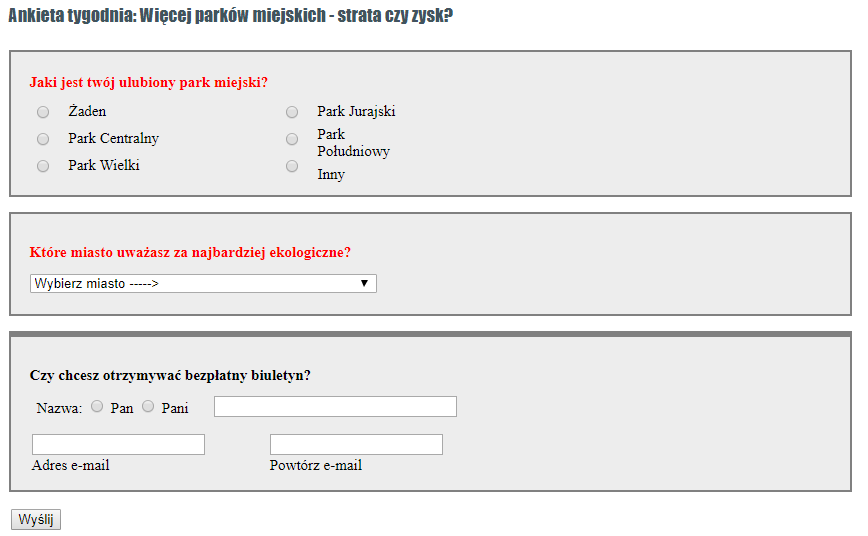 Ankieta tygodnia: Więcej parków miejskich - strata czy zysk?
Jaki jest twój ulubiony park miejski?
Żaden
Park Centralny
Park Wielki
Park Jurajski
Park
Południowy
Inny
Które miasto uważasz za najbardziej ekologiczne?
Wybierz miasto ----->
Czy chcesz otrzymywać bezpłatny biuletyn?
Nazwa: Pan Pani
Adres e-mail
Powtórz e-mail
Wyślij